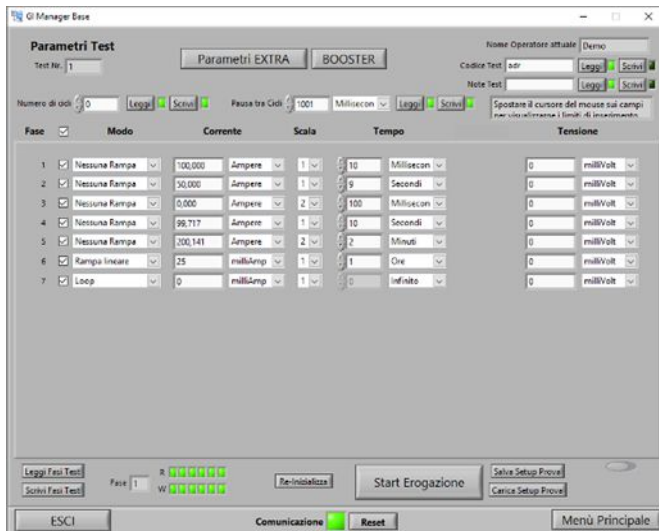 GI Manager Base
Parametri Test
Test Nr. 1
Parametri EXTRA BOOSTER
Nome Operatore attuale Demo
Codice Test adr Leggi Scrivi
Note Test Leggi Scrivi
Numero di cicli 0 Leggi Scrivi Pausa tra Cicli 1001 Millisecon Leggi Scrivi
Spostare il cursore del mouse sui campi
per visualizzarne i limiti di inserimento
Fase Modo Corrente Scala Tempo Tensione
1 Nessuna Rampa 100,000 Ampere 1 10 Millisecon 0 milliVolt
2 Nessuna Rampa 50,000 Ampere 1 9 Secondi 0 milliVolt
3 Nessuna Rampa 0,000 Ampere 2 100 Millisecon 0 milliVolt
4 Nessuna Rampa 99,717 Ampere 1 10 Secondi 0 milliVolt
5 Nessuna Rampa 200,141 Ampere 2 2 Minuti 0 milliVolt
6 Rampa lineare 25 milliAmp 1 1 Ore 0 milliVolt
7 Loop 0 milliAmp 1 0 Infinito 0 milliVolt
Leggi Fasi Test
Scrivi Fasi Test
Fase 1
R
W
Re-Inizializza
Start Erogazione
Salva Setup Prova
Carica Setup Prova
ESCI
Comunicazione
Reset
Menù Principale